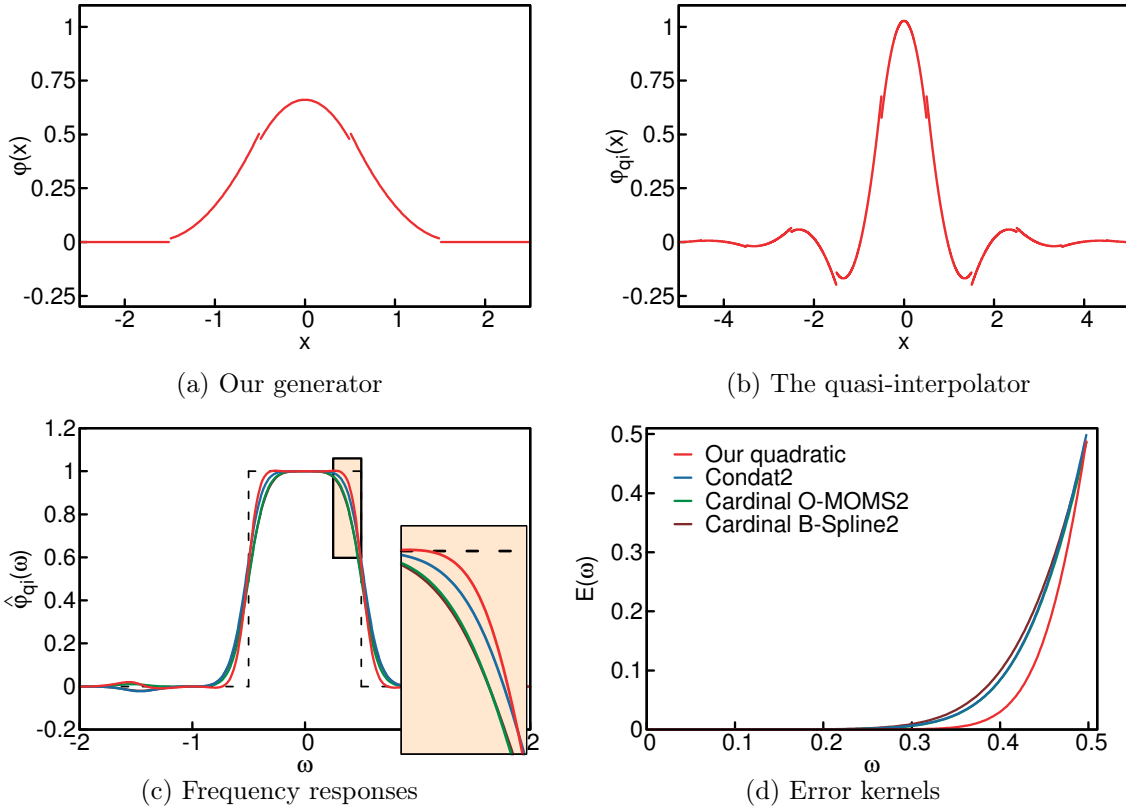 1
0.75
0.5
0.25
0
-0.25
φ(x)
-2 -1 0 1 2
x
(a) Our generator
1
0.75
0.5
0.25
0
-0.25
φqi(x)
-4 -2 0 2 4
x
(b) The quasi-interpolator
1.2
1
0.8
0.6
0.4
0.2
0
-0.2
φ̂qi(ω)
-2 -1 0 2
ω
(c) Frequency responses
0.5
0.4
0.3
0.2
0.1
0
E(ω)
Our quadratic
Condat2
Cardinal O-MOMS2
Cardinal B-Spline2
0 0.1 0.2 0.3 0.4 0.5
ω
(d) Error kernels